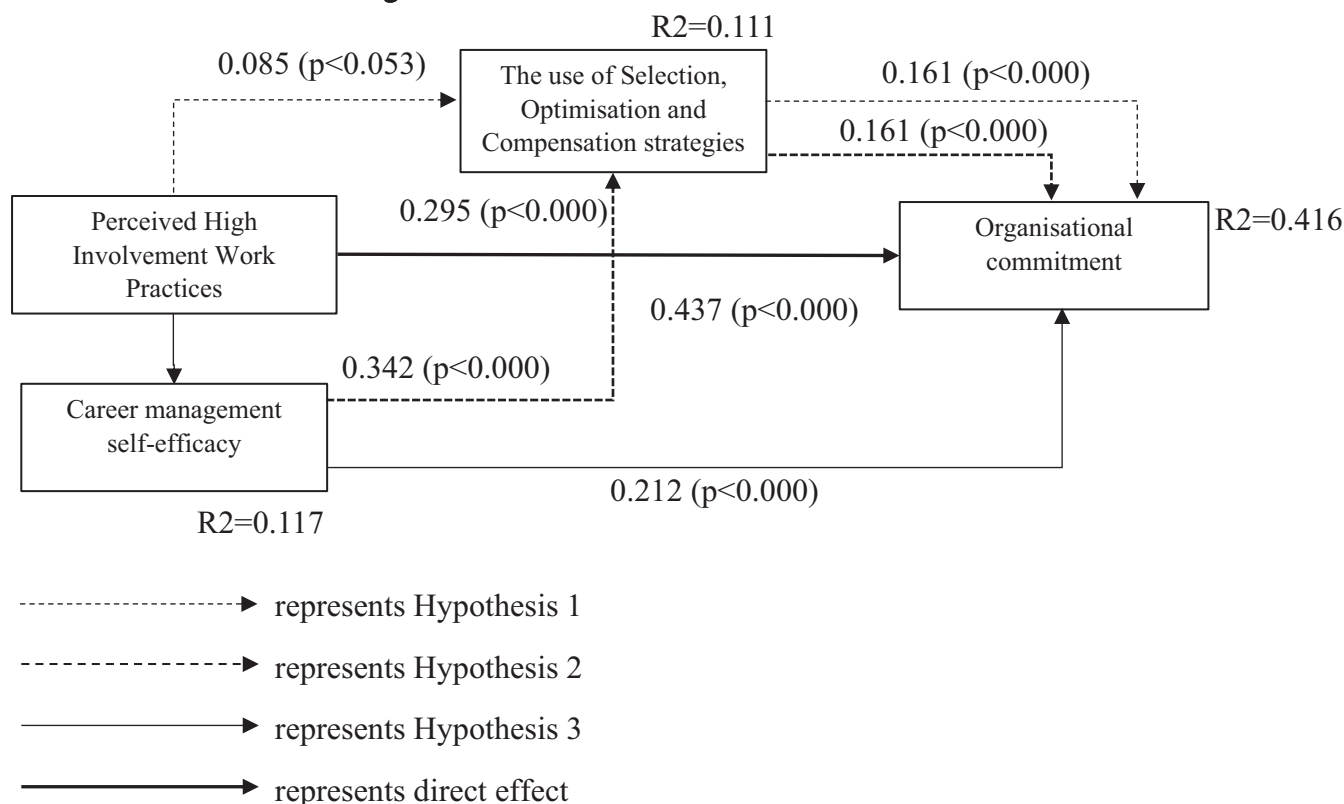 R2=0.111
0.085 (p<0.053)
The use of Selection,
Optimisation and
Compensation strategies
0.161 (p<0.000)
0.161 (p<0.000)
Perceived High
Involvement Work
Practices
0.295 (p<0.000)
Organisational
commitment
R2=0.416
0.437 (p<0.000)
0.342 (p<0.000)
Career management
self-efficacy
0.212 (p<0.000)
R2=0.117
represents Hypothesis 1
represents Hypothesis 2
represents Hypothesis 3
represents direct effect